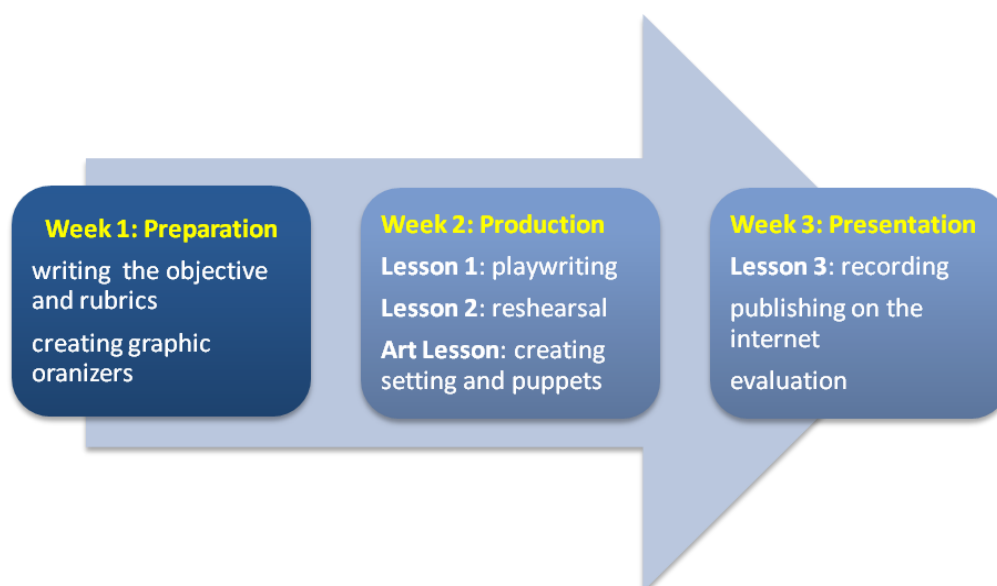 Week 1: Preparation
writing the objective
and rubrics
creating graphic
oranizers
Week 2: Production
Lesson 1: playwriting
Lesson 2: reshearsal
Art Lesson: creating
setting and puppets
Week 3: Presentation
Lesson 3: recording
publishing on the
internet
evaluation